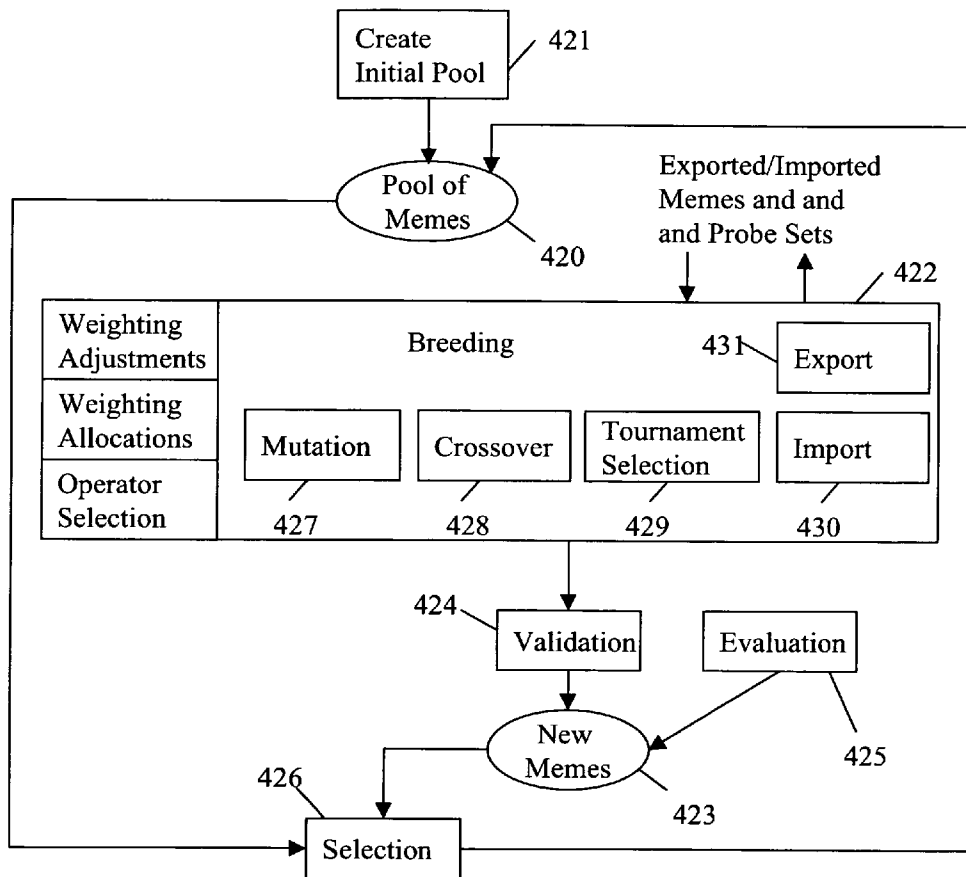 Create
Initial Pool
421
Pool of
Memes
420
Exported/Imported
Memes and and
and Probe Sets
422
Weighting
Adjustments
Weighting
Allocations
Operator
Selection
Breeding
431
Export
Mutation
Crossover
Tournament
Selection
Import
427
428
429
430
424
Validation
Evaluation
425
New
Memes
423
426
Selection